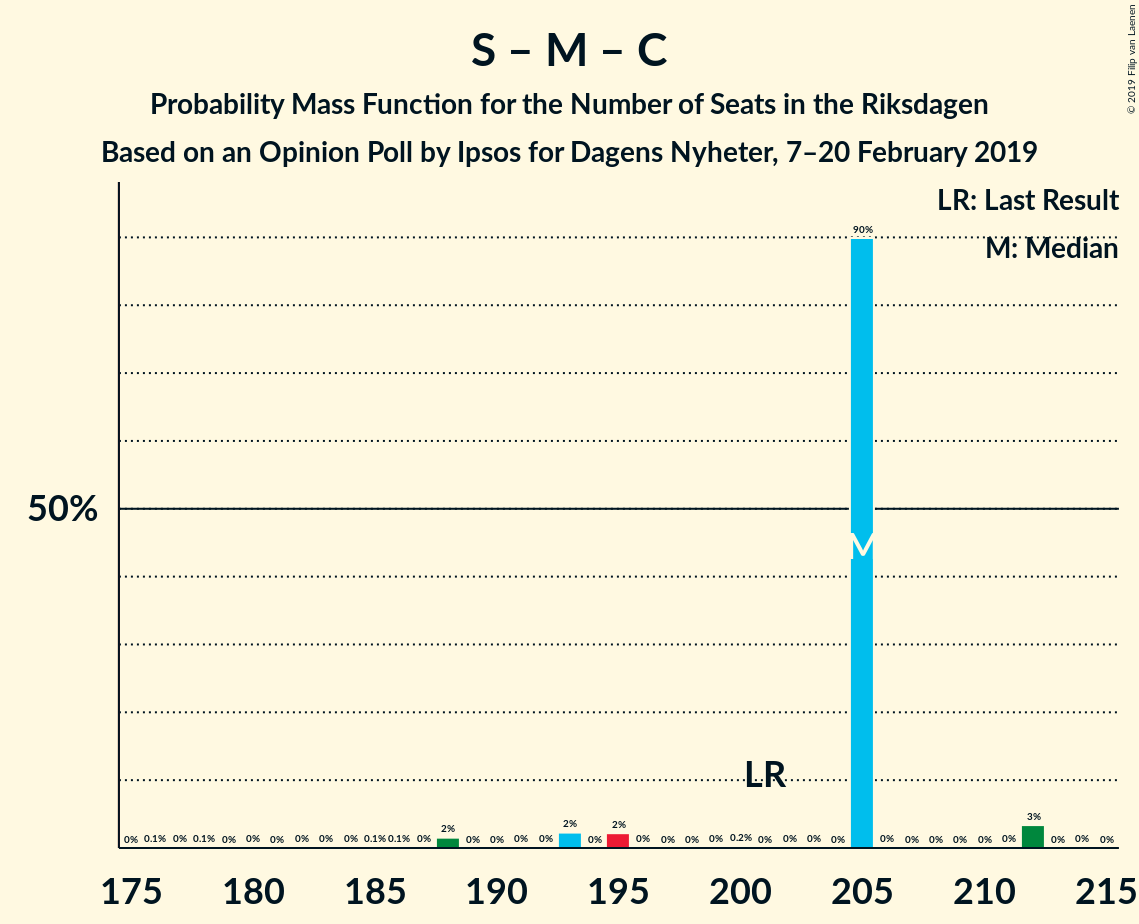 S – M – C
Probability Mass Function for the Number of Seats in the Riksdagen
Based on an Opinion Poll by Ipsos for Dagens Nyheter, 7–20 February 2019
© 2019 Filip van Laenen
LR: Last Result
M: Median
90%
50%
M
LR
0% 0.1% 0% 0.1% 0% 0% 0% 0% 0% 0% 0.1% 0.1% 0% 2% 0% 0% 0% 0% 2% 0% 2% 0% 0% 0% 0% 0.2% 0% 0% 0% 0% 0% 0% 0% 0% 0% 0% 3% 0% 0% 0%
175 180 185 190 195 200 205 210 215